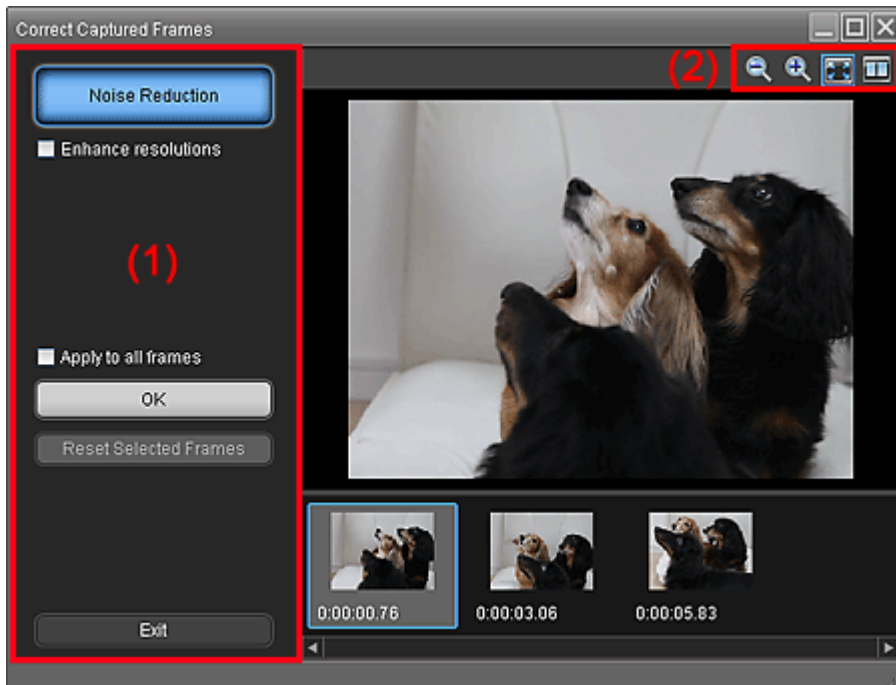 Correct Captured Frames
(2)
Noise Reduction
Enhance resolutions
(1)
Apply to all frames
OK
Reset Selected Frames
0:00:00.76
0:00:03.06
0:00:05.83
Exit